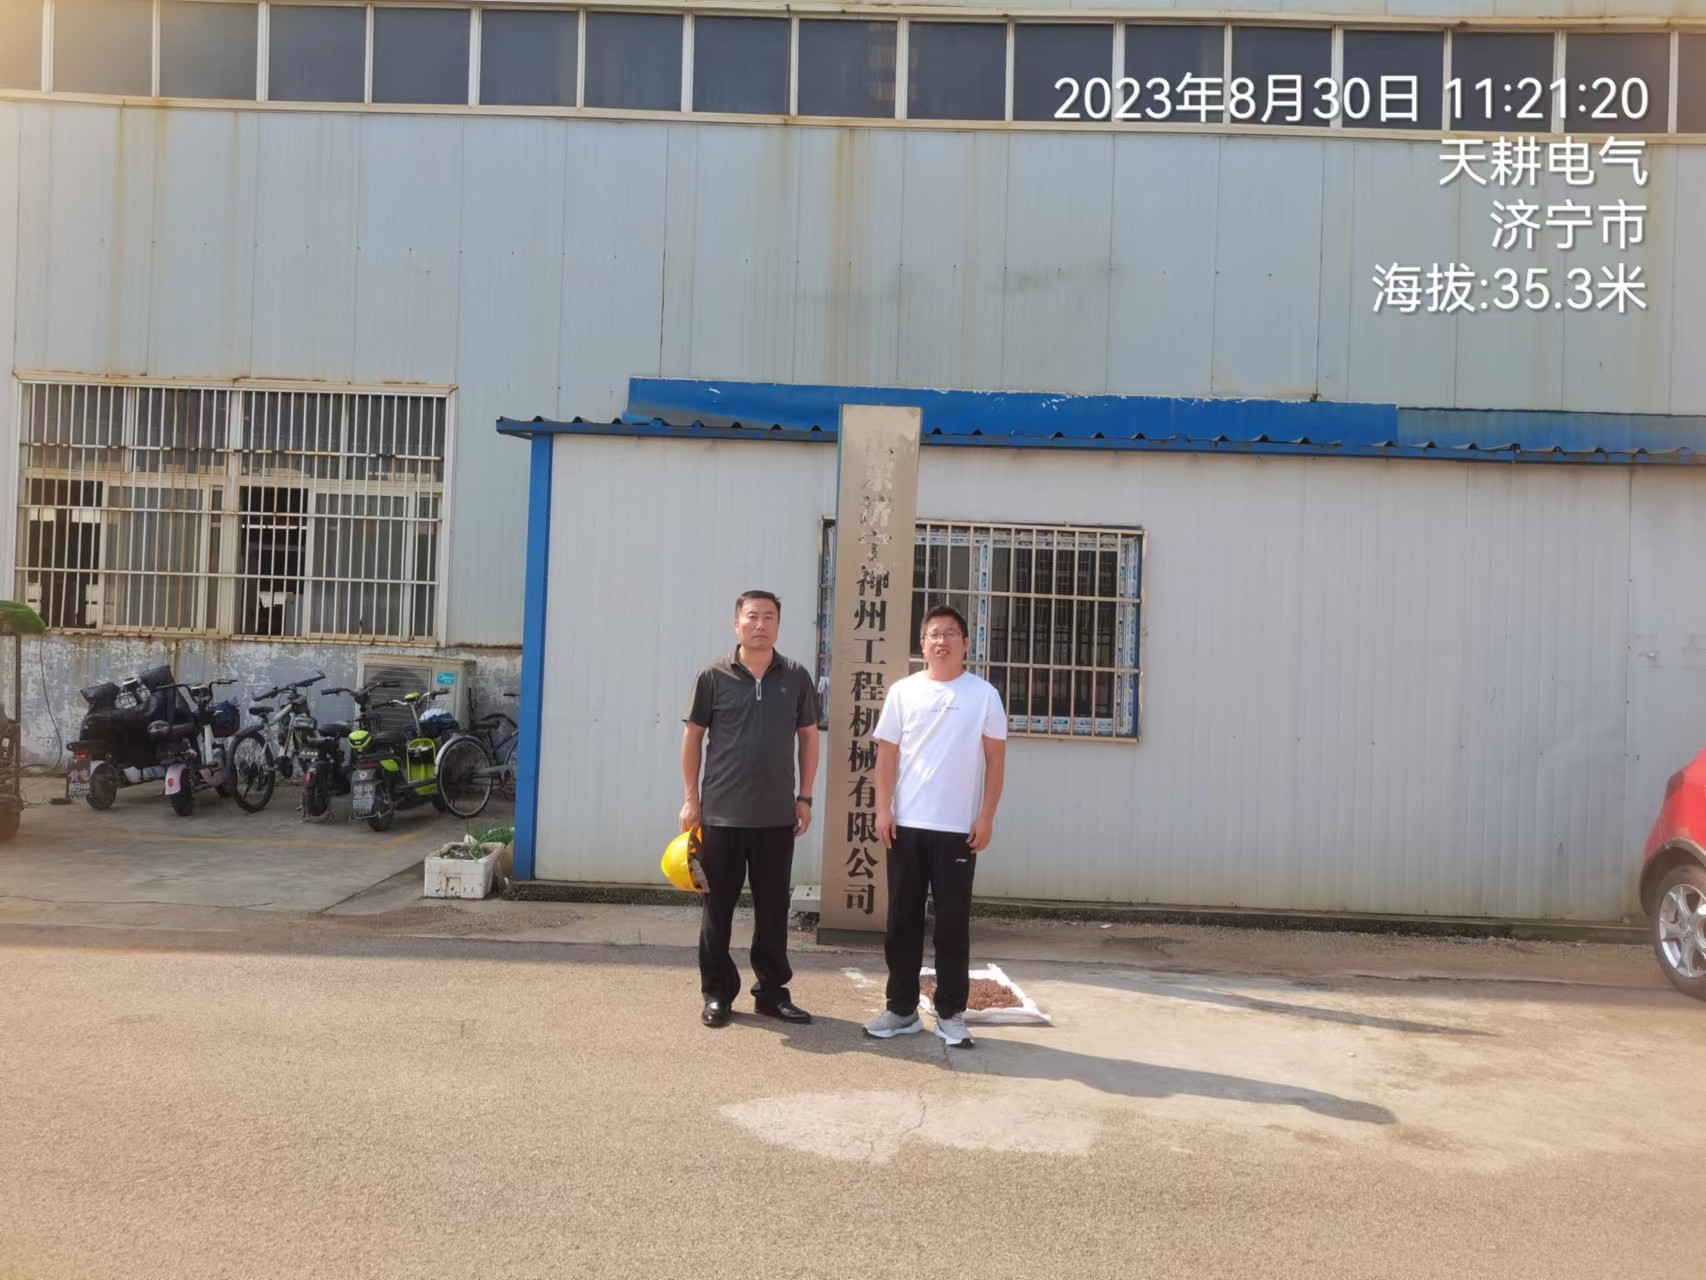 2023年8月30日 11:21:20
天耕电气
济宁市
海拔:35.3米
神州工程机械有限公司